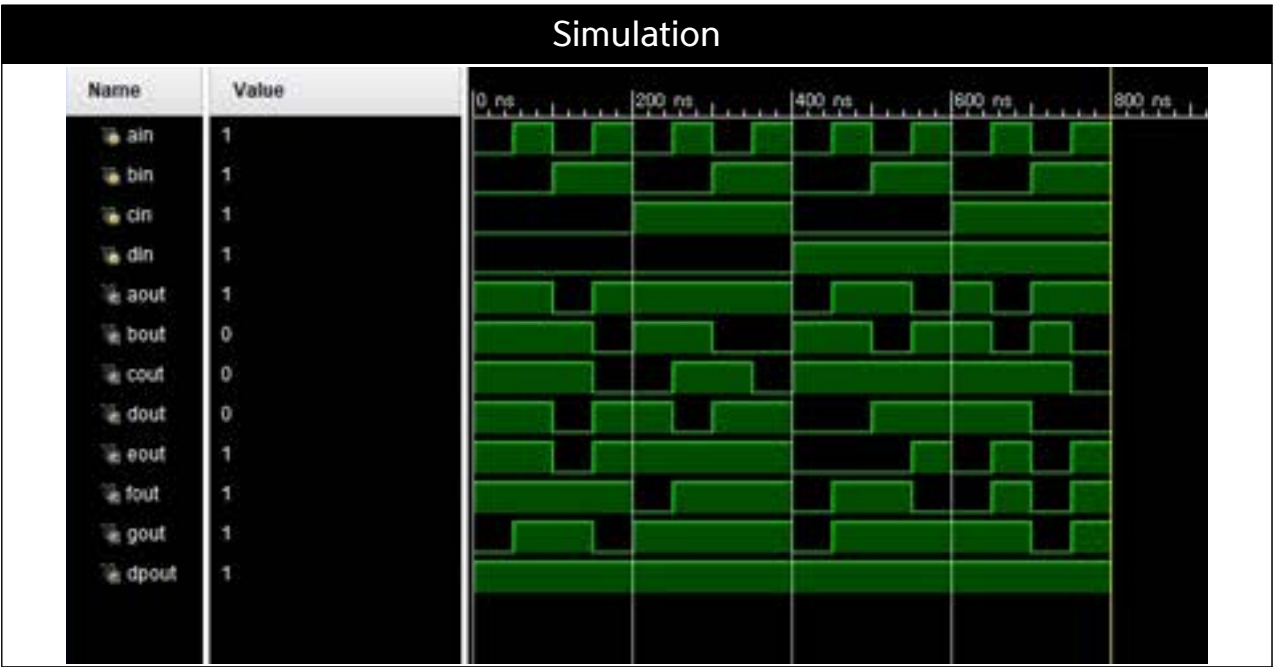 Simulation
Name Value 0 ns 200 ns 400 ns 600 ns 800 ns
ain 1
bin 1
cin 1
din 1
aout 1
bout 0
cout 0
dout 0
eout 1
fout 1
gout 1
dpout 1